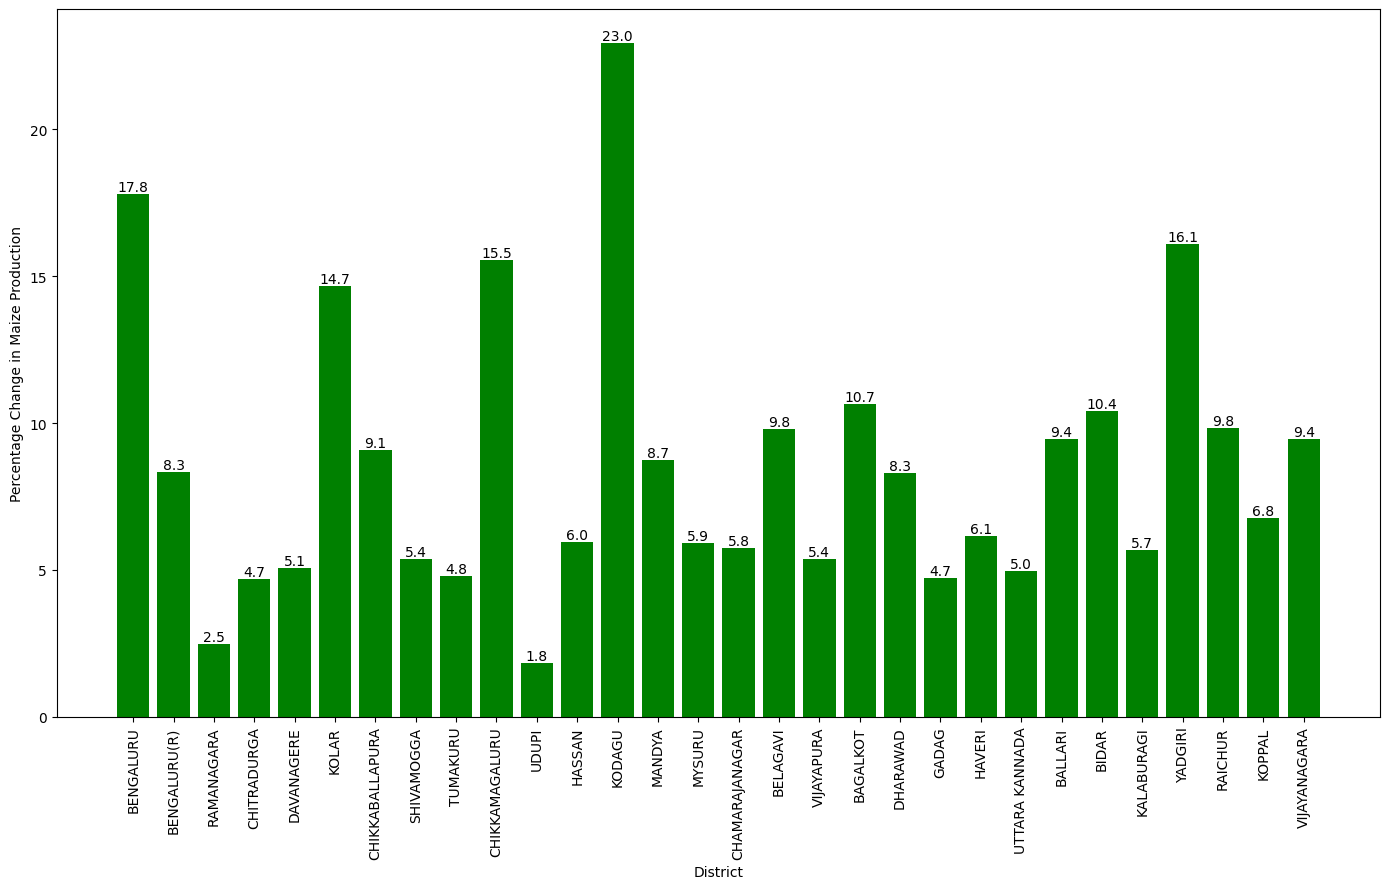 Percentage Change in Maize Production
20
15
10
5
0
17.8
8.3
2.5
4.7
5.1
14.7
9.1
5.4
4.8
15.5
1.8
6.0
23.0
8.7
5.9
5.8
9.8
5.4
10.7
8.3
4.7
6.1
5.0
9.4
10.4
5.7
16.1
9.8
6.8
9.4
BENGALURU
BENGALURU(R)
RAMANAGARA
CHITRADURGA
DAVANAGERE
KOLAR
CHIKKABALLAPURA
SHIVAMOGGA
TUMAKURU
CHIKKAMAGALURU
UDUPI
HASSAN
KODAGU
MANDYA
MYSURU
CHAMARAJANAGAR
BELAGAVI
VIJAYAPURA
BAGALKOT
DHARAWAD
GADAG
HAVERI
UTTARA KANNADA
BALLARI
BIDAR
KALABURAGI
YADGIRI
RAICHUR
KOPPAL
VIJAYANAGARA
District